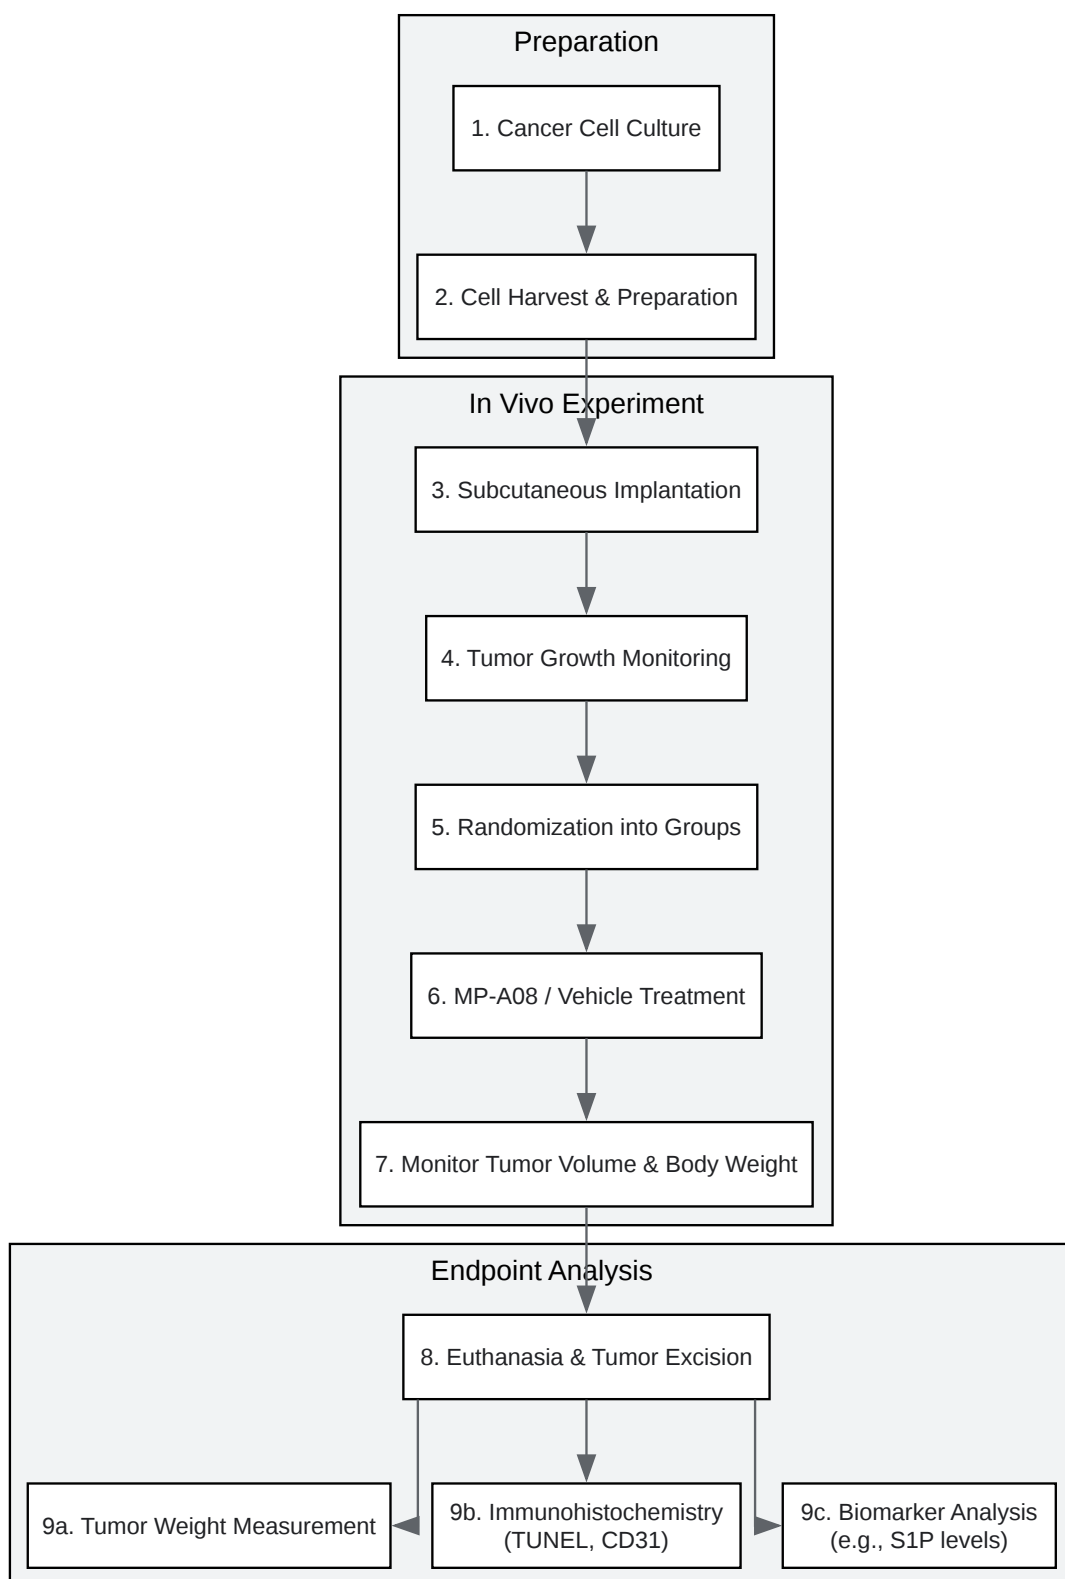 Preparation
1. Cancer Cell Culture
2. Cell Harvest & Preparation
In Vivo Experiment
3. Subcutaneous Implantation
4. Tumor Growth Monitoring
5. Randomization into Groups
6. MP-A08 / Vehicle Treatment
7. Monitor Tumor Volume & Body Weight
Endpoint Analysis
8. Euthanasia & Tumor Excision
9a. Tumor Weight Measurement
9b. Immunohistochemistry
(TUNEL, CD31)
9c. Biomarker Analysis
(e.g., S1P levels)